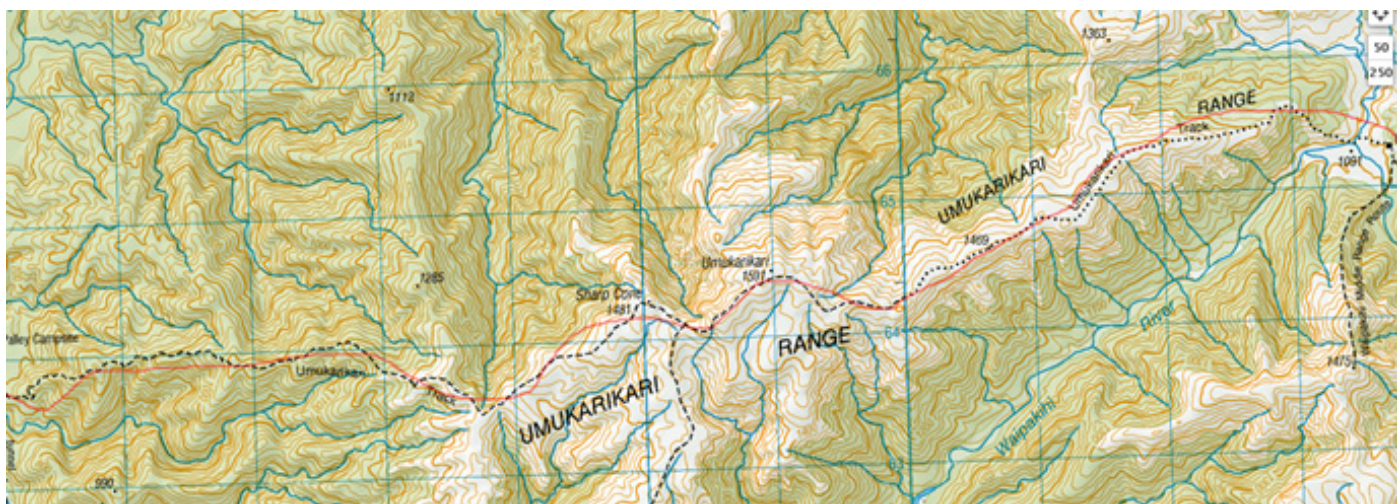 1363
50
66
250
1112
RANGE
Track
1091
Umukarikari
UMUKARIKARI
65
1469
Umukarikari
1591
1285
Sharp Cone
1481
River
64
RANGE
Valley Campsite
1475
Umukarikari
Track
UMUKARIKARI
Waipakihi
63
990